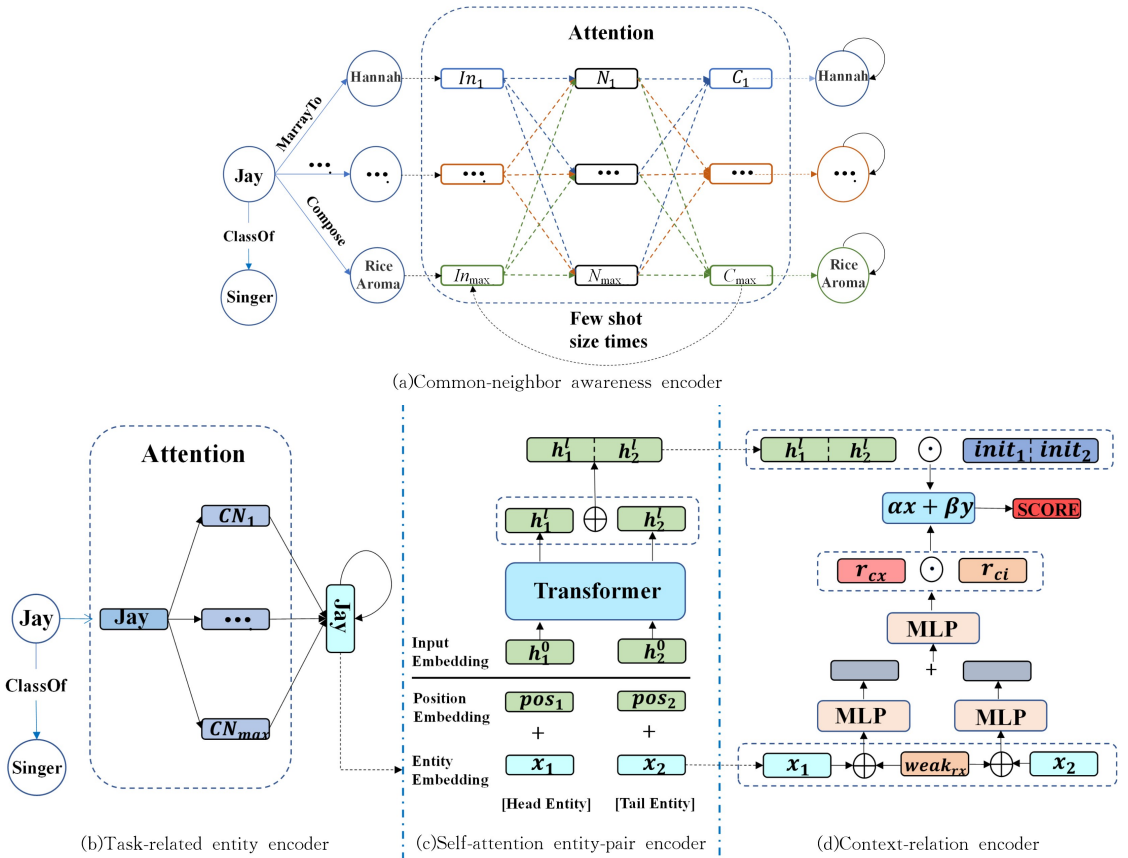 Attention
Hannah
In₁
N₁
C₁
Hannah
MarrayTo
Jay
...
...
...
...
...
...
Compose
ClassOf
Singer
Rice
Aroma
Inₘₐₓ
Nₘₐₓ
Cₘₐₓ
Rice
Aroma
Few shot
size times
(a)Common-neighbor awareness encoder
Attention
CN₁
Jay
Jay
...
Jay
ClassOf
Singer
CNₘₐₓ
(b)Task-related entity encoder
h₁ˡ h₂ˡ
h₁ˡ ⊕ h₂ˡ
Transformer
Input
Embedding
h₁⁰ h₂⁰
Position
Embedding
pos₁ pos₂
+ +
Entity
Embedding
x₁ x₂
[Head Entity] [Tail Entity]
(c)Self-attention entity-pair encoder
h₁ˡ h₂ˡ ⊙ init₁ init₂
αx + βy
SCORE
r_cx ⊙ r_ci
MLP
+
MLP MLP
x₁ ⊕ weak_rx ⊕ x₂
(d)Context-relation encoder